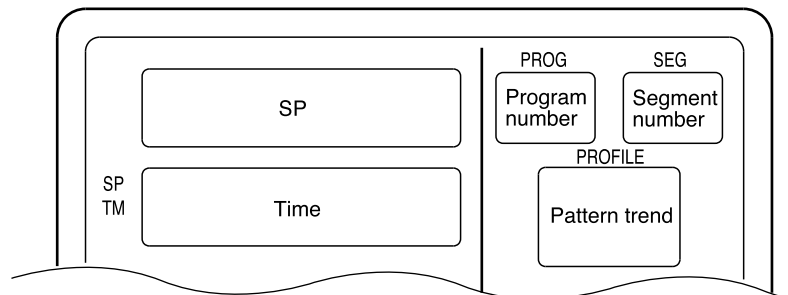 PROG
SEG
SP
Program
number
Segment
number
PROFILE
SP
TM
Time
Pattern trend